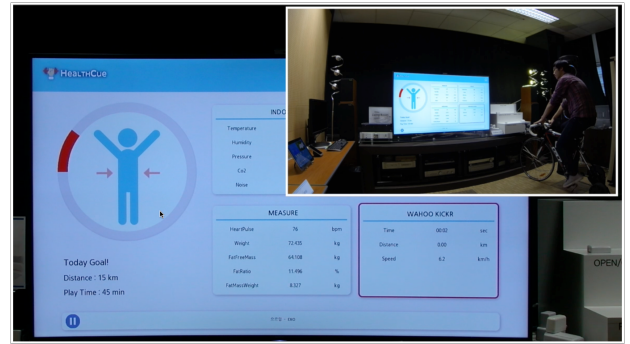 HEALTHCUE
INDO
Temperature
Humidity
Pressure
Co2
Noise
MEASURE
HeartPulse 76 bpm
Weight 72.435 kg
FatFreeMass 64.108 kg
FatRatio 11.496 %
FatMassWeight 8.327 kg
WAHOO KICKR
Time 00:02 sec
Distance 0.00 km
Speed 6.2 km/h
Today Goal!
Distance : 15 km
Play Time : 45 min
OPEN/